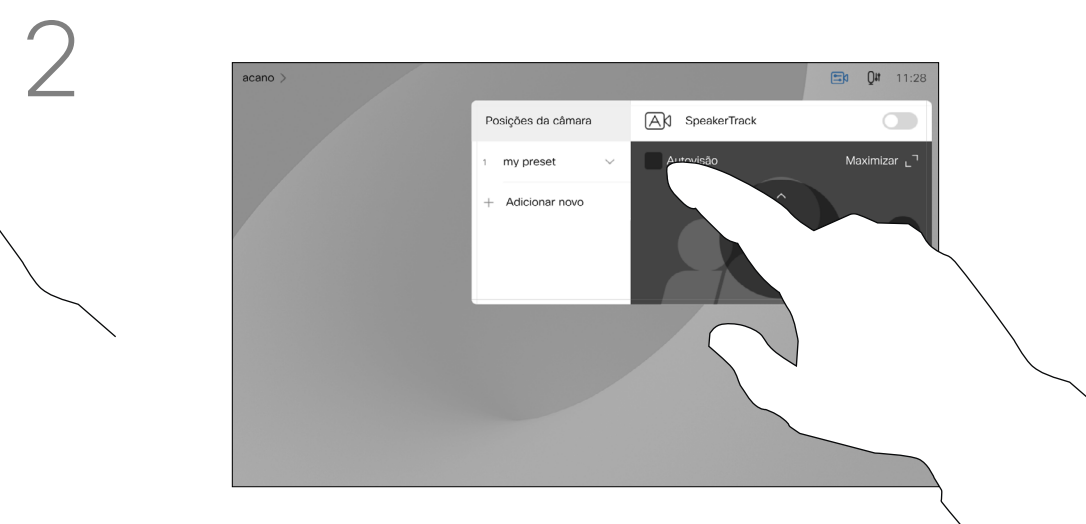 2
acano >
11:28
Posições da câmara
SpeakerTrack
1 my preset
Autovisão
Maximizar
+ Adicionar novo